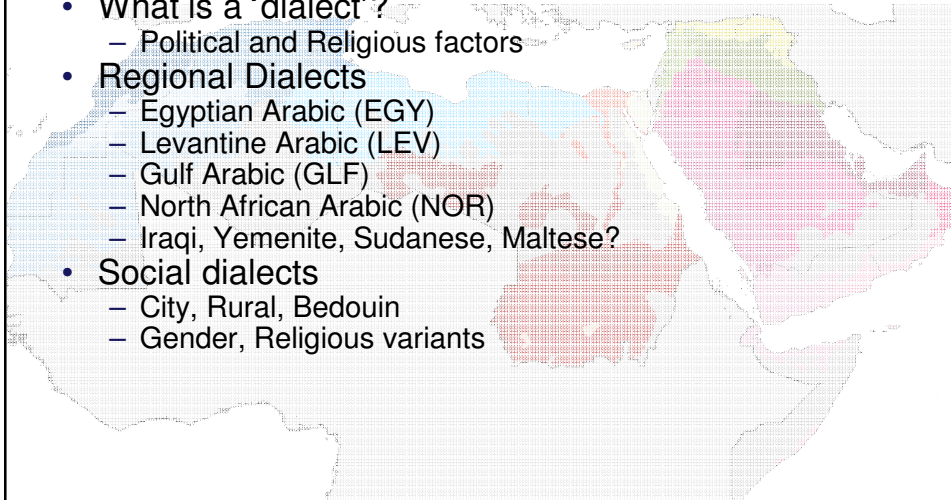 • What is a 'dialect'?
– Political and Religious factors
• Regional Dialects
– Egyptian Arabic (EGY)
– Levantine Arabic (LEV)
– Gulf Arabic (GLF)
– North African Arabic (NOR)
– Iraqi, Yemenite, Sudanese, Maltese?
• Social dialects
– City, Rural, Bedouin
– Gender, Religious variants